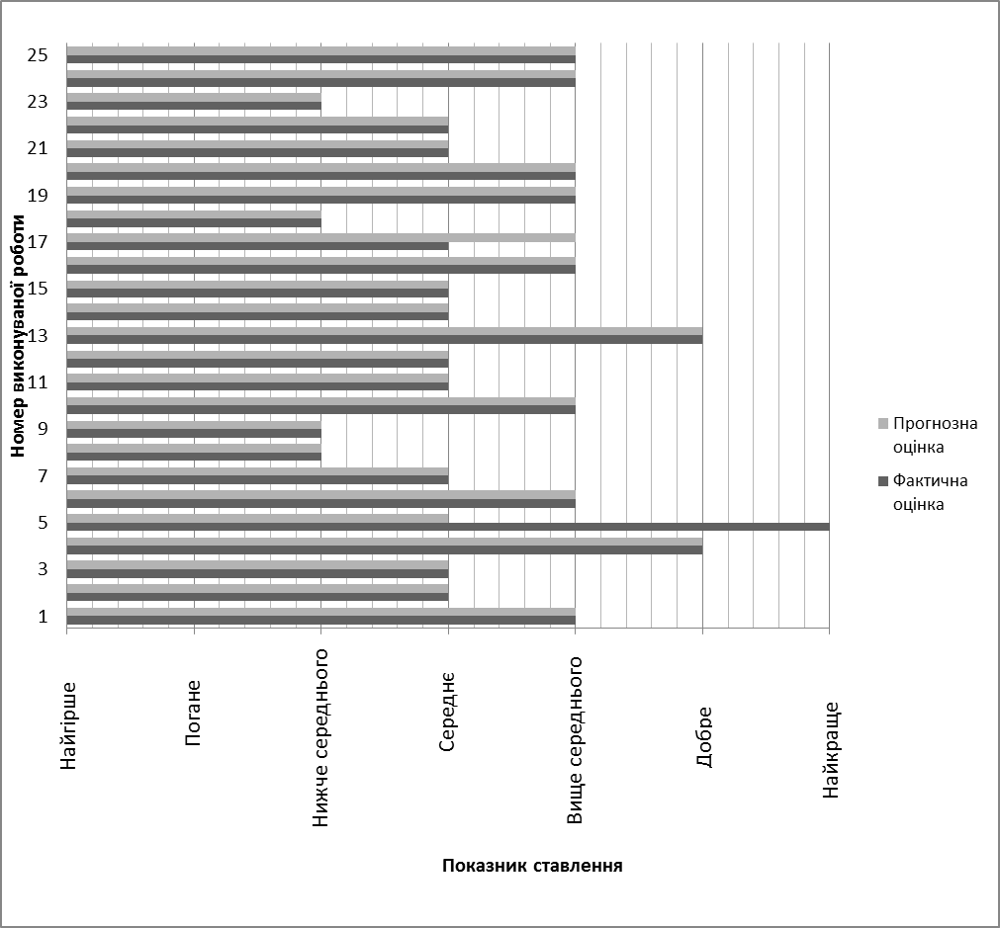 25
23
21
19
17
15
13
11
9
7
5
3
1
Номер виконуваної роботи
Найгірше
Погане
Нижче середнього
Середнє
Вище середнього
Добре
Найкраще
Показник ставлення
Прогнозна
оцінка
Фактична
оцінка